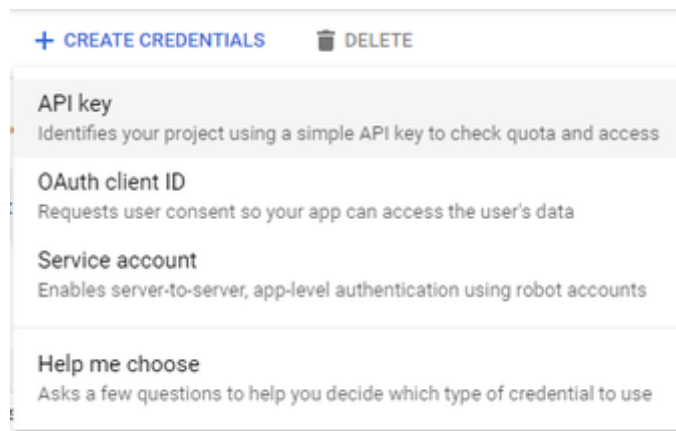 + CREATE CREDENTIALS DELETE
API key
Identifies your project using a simple API key to check quota and access
OAuth client ID
Requests user consent so your app can access the user's data
Service account
Enables server-to-server, app-level authentication using robot accounts
Help me choose
Asks a few questions to help you decide which type of credential to use